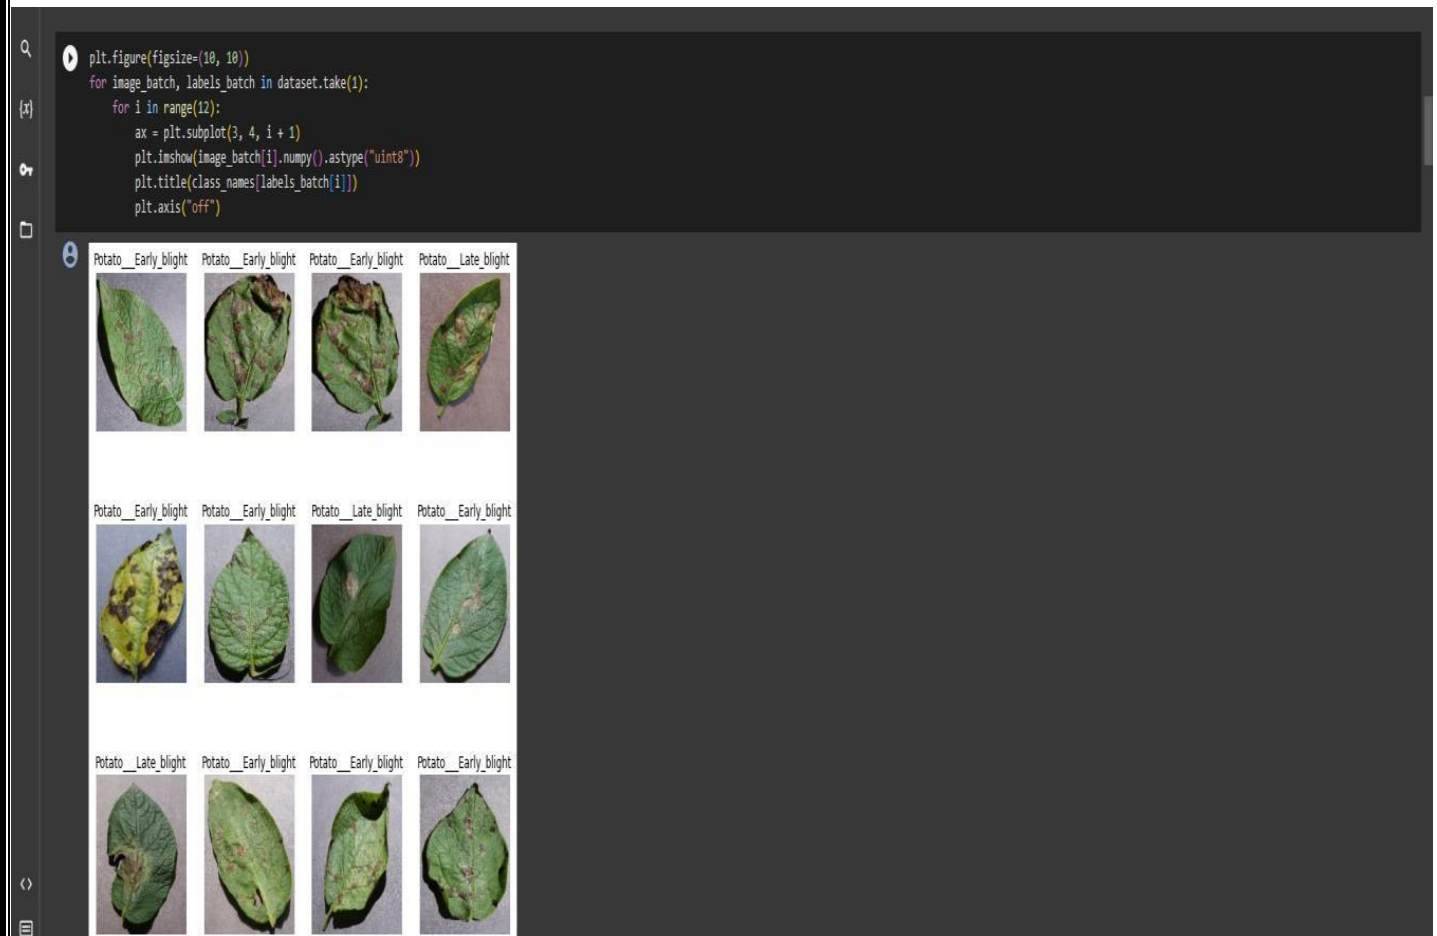 plt.figure(figsize=(10, 10))
for image_batch, labels_batch in dataset.take(1):
    for i in range(12):
        ax = plt.subplot(3, 4, i + 1)
        plt.imshow(image_batch[i].numpy().astype("uint8"))
        plt.title(class_names[labels_batch[i]])
        plt.axis("off")
{x}
Potato__Early_blight Potato__Early_blight Potato__Early_blight Potato__Late_blight
Potato__Early_blight Potato__Early_blight Potato__Late_blight Potato__Early_blight
Potato__Late_blight Potato__Early_blight Potato__Early_blight Potato__Early_blight